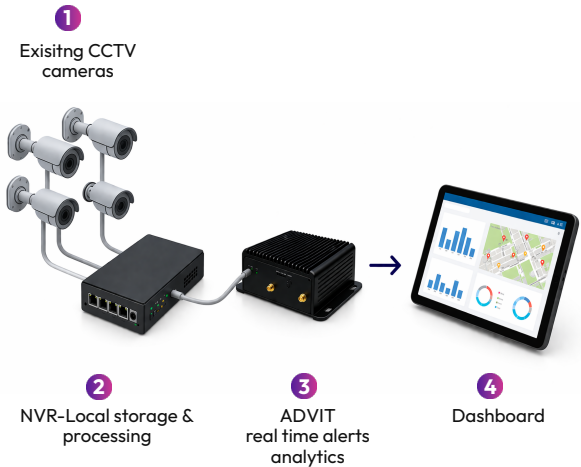 1
Exisitng CCTV
cameras
2
NVR-Local storage &
processing
3
ADVIT
real time alerts
analytics
4
Dashboard